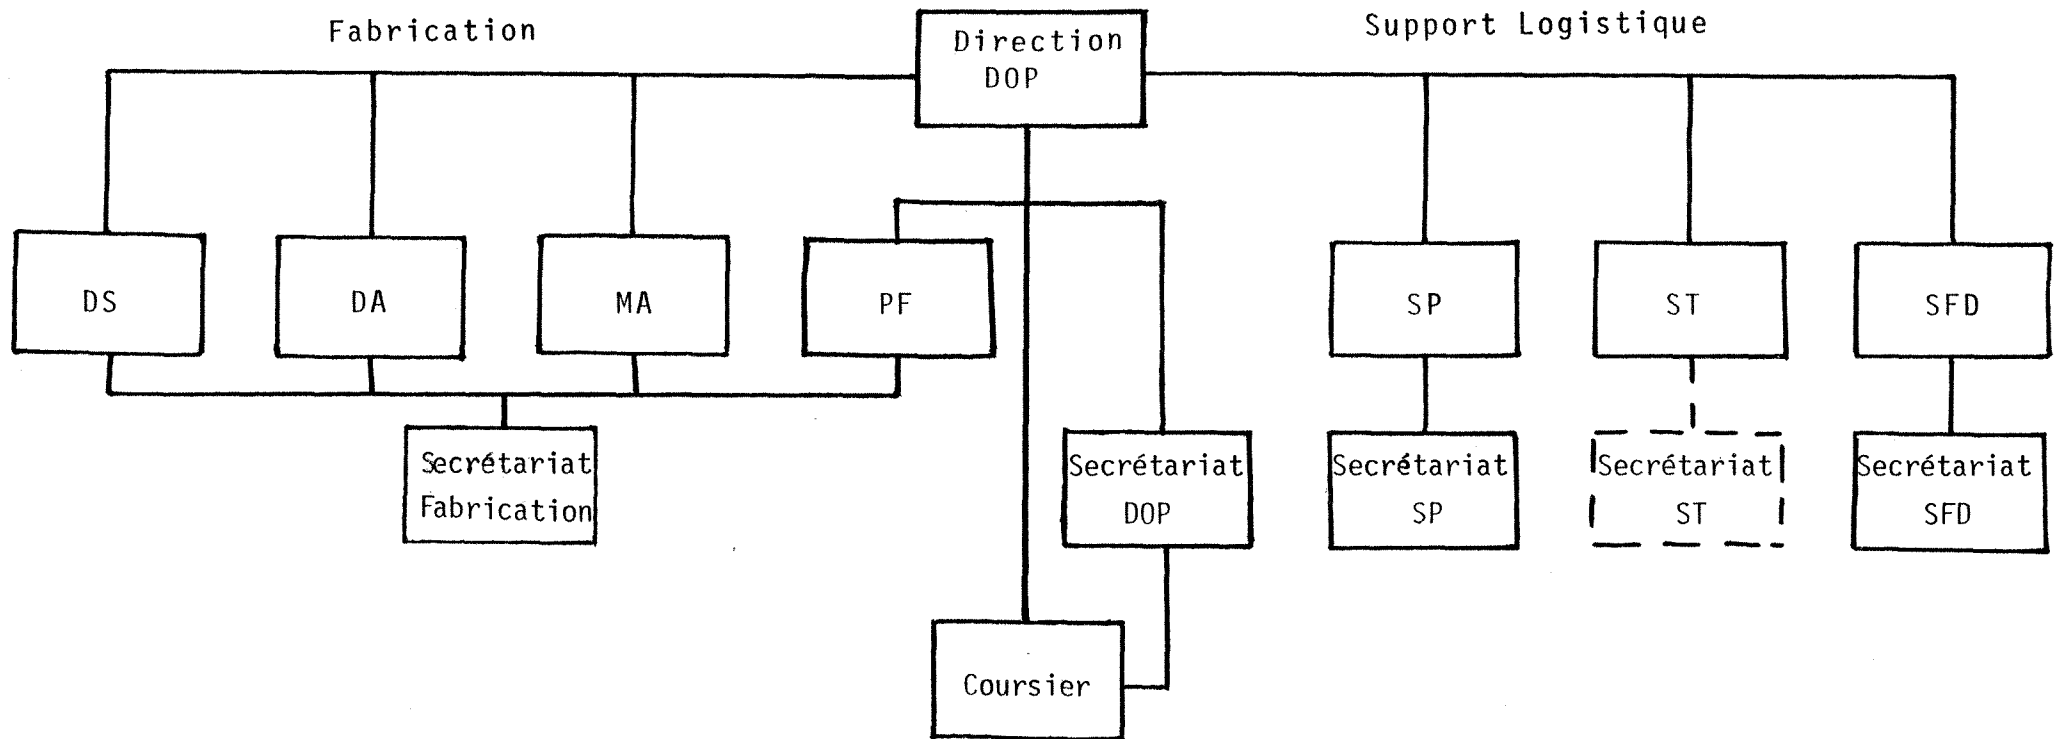 Fabrication
Direction
DOP
Support Logistique
DS
DA
MA
PF
SP
ST
SFD
Secrétariat
Fabrication
Secrétariat
DOP
Secrétariat
SP
Secrétariat
ST
Secrétariat
SFD
Coursier